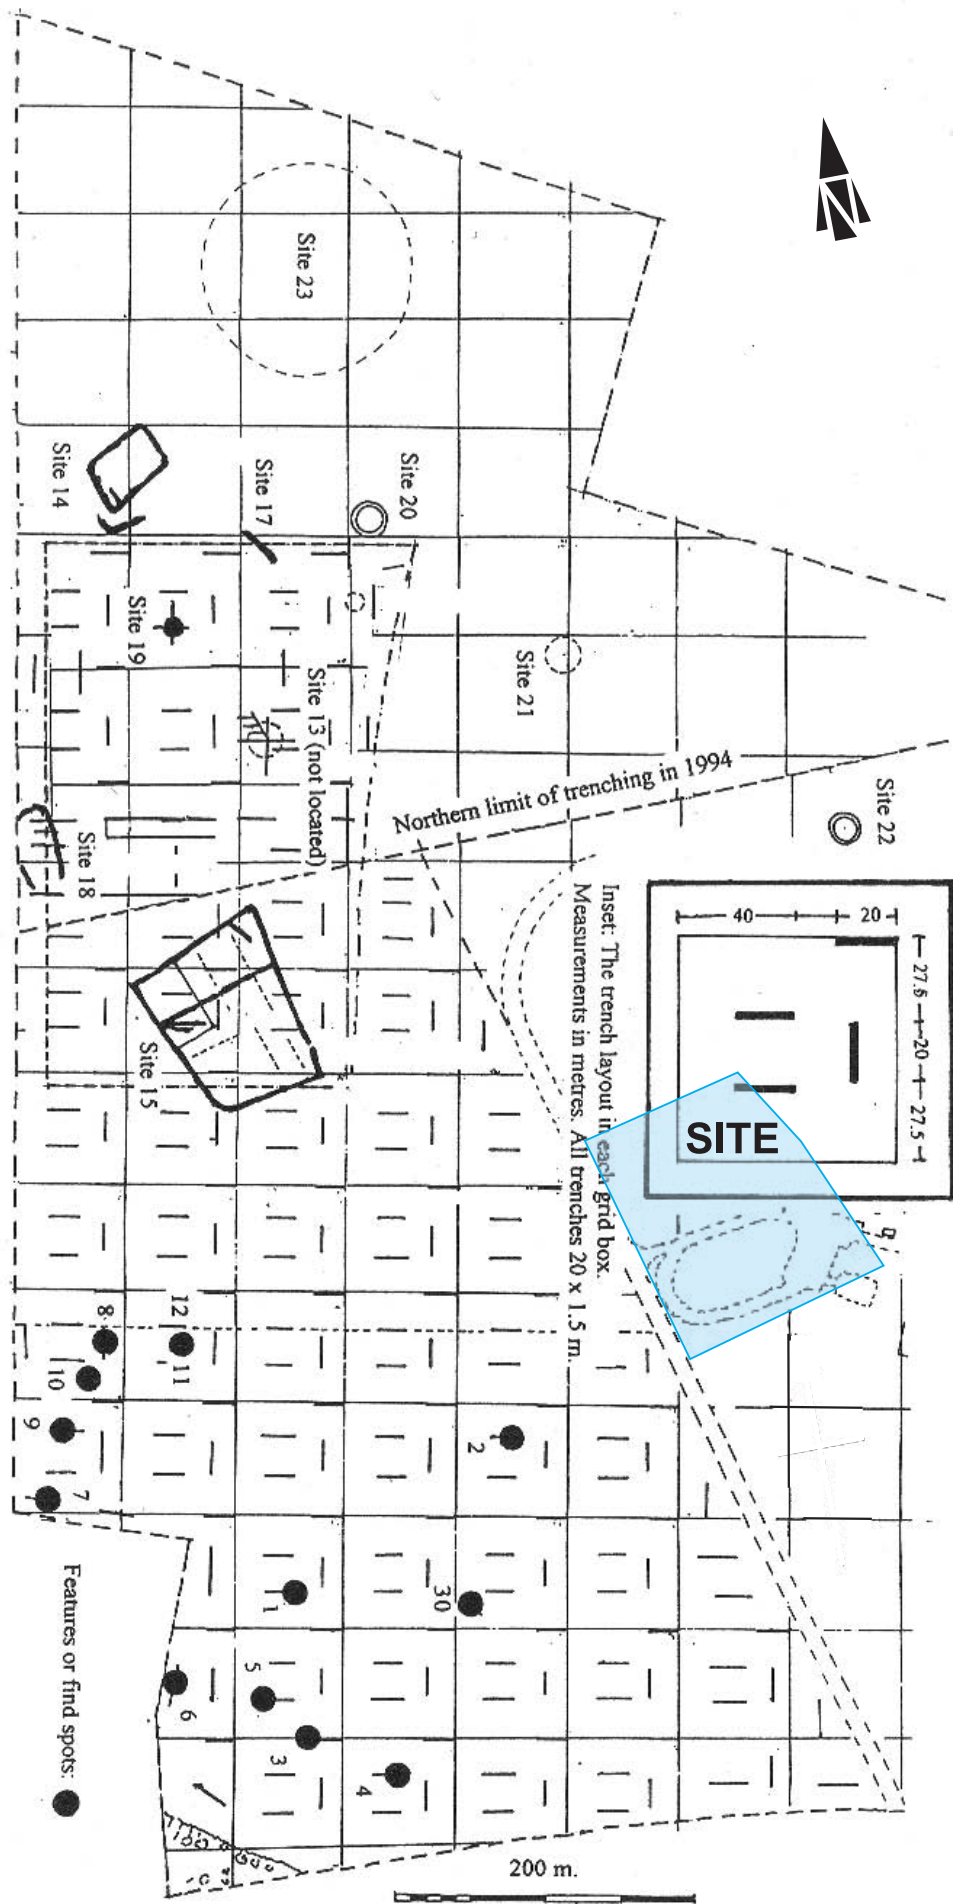 N
Site 23
Site 14
Site 17
Site 20
Site 19
Site 13 (not located)
Site 21
Northern limit of trenching in 1994
Site 22
Site 18
Site 15
Inset: The trench layout in each grid box.
Measurements in metres. All trenches 20 x 1.5 m.
40
20
27.5
20
27.5
SITE
8
12
10
11
9
7
2
1
30
5
6
3
4
Features or find spots:
200 m.